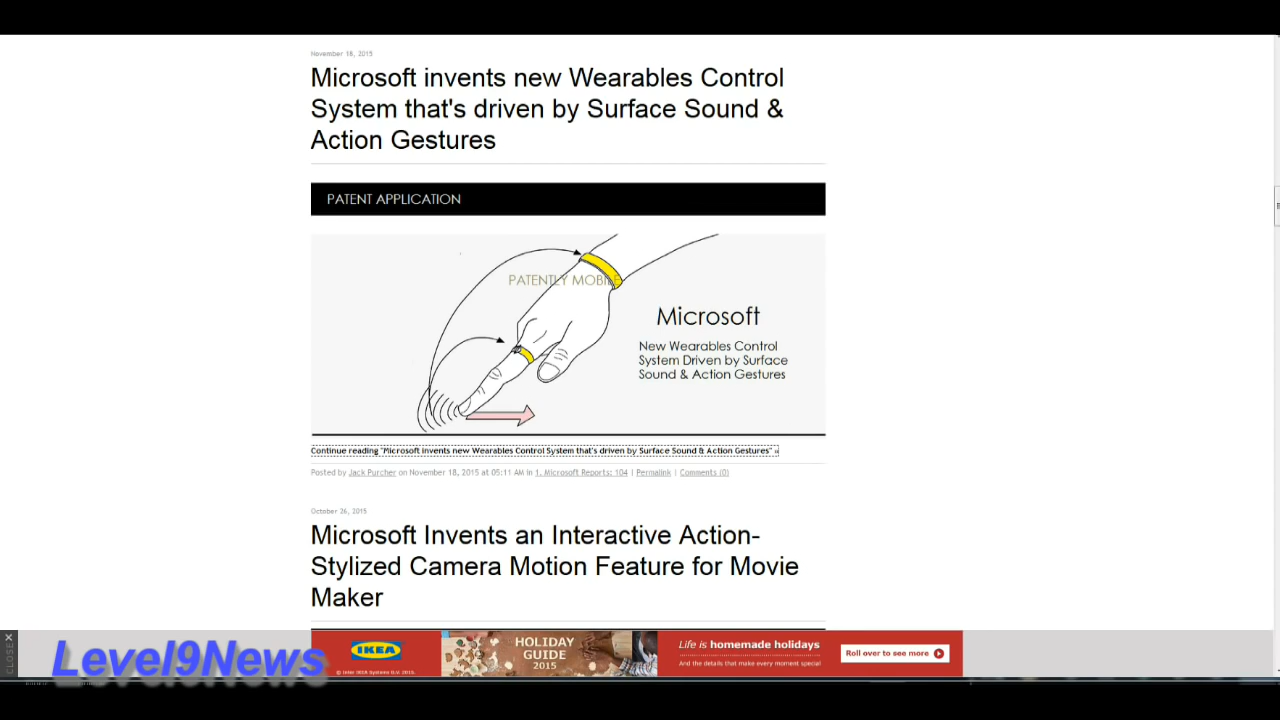 November 18, 2015
Microsoft invents new Wearables Control
System that's driven by Surface Sound &
Action Gestures
PATENT APPLICATION
PATENTLY MOBILE
Microsoft
New Wearables Control
System Driven by Surface
Sound & Action Gestures
Continue reading "Microsoft invents new Wearables Control System that's driven by Surface Sound & Action Gestures" »
Posted by Jack Purcher on November 18, 2015 at 05:11 AM in 1. Microsoft Reports: 104 | Permalink | Comments (0)
October 26, 2015
Microsoft Invents an Interactive Action-
Stylized Camera Motion Feature for Movie
Maker
CLOSE X
Level9News
IKEA
© Inter IKEA Systems B.V. 2015.
HOLIDAY
GUIDE
2015
Life is homemade holidays
And the details that make every moment special
Roll over to see more